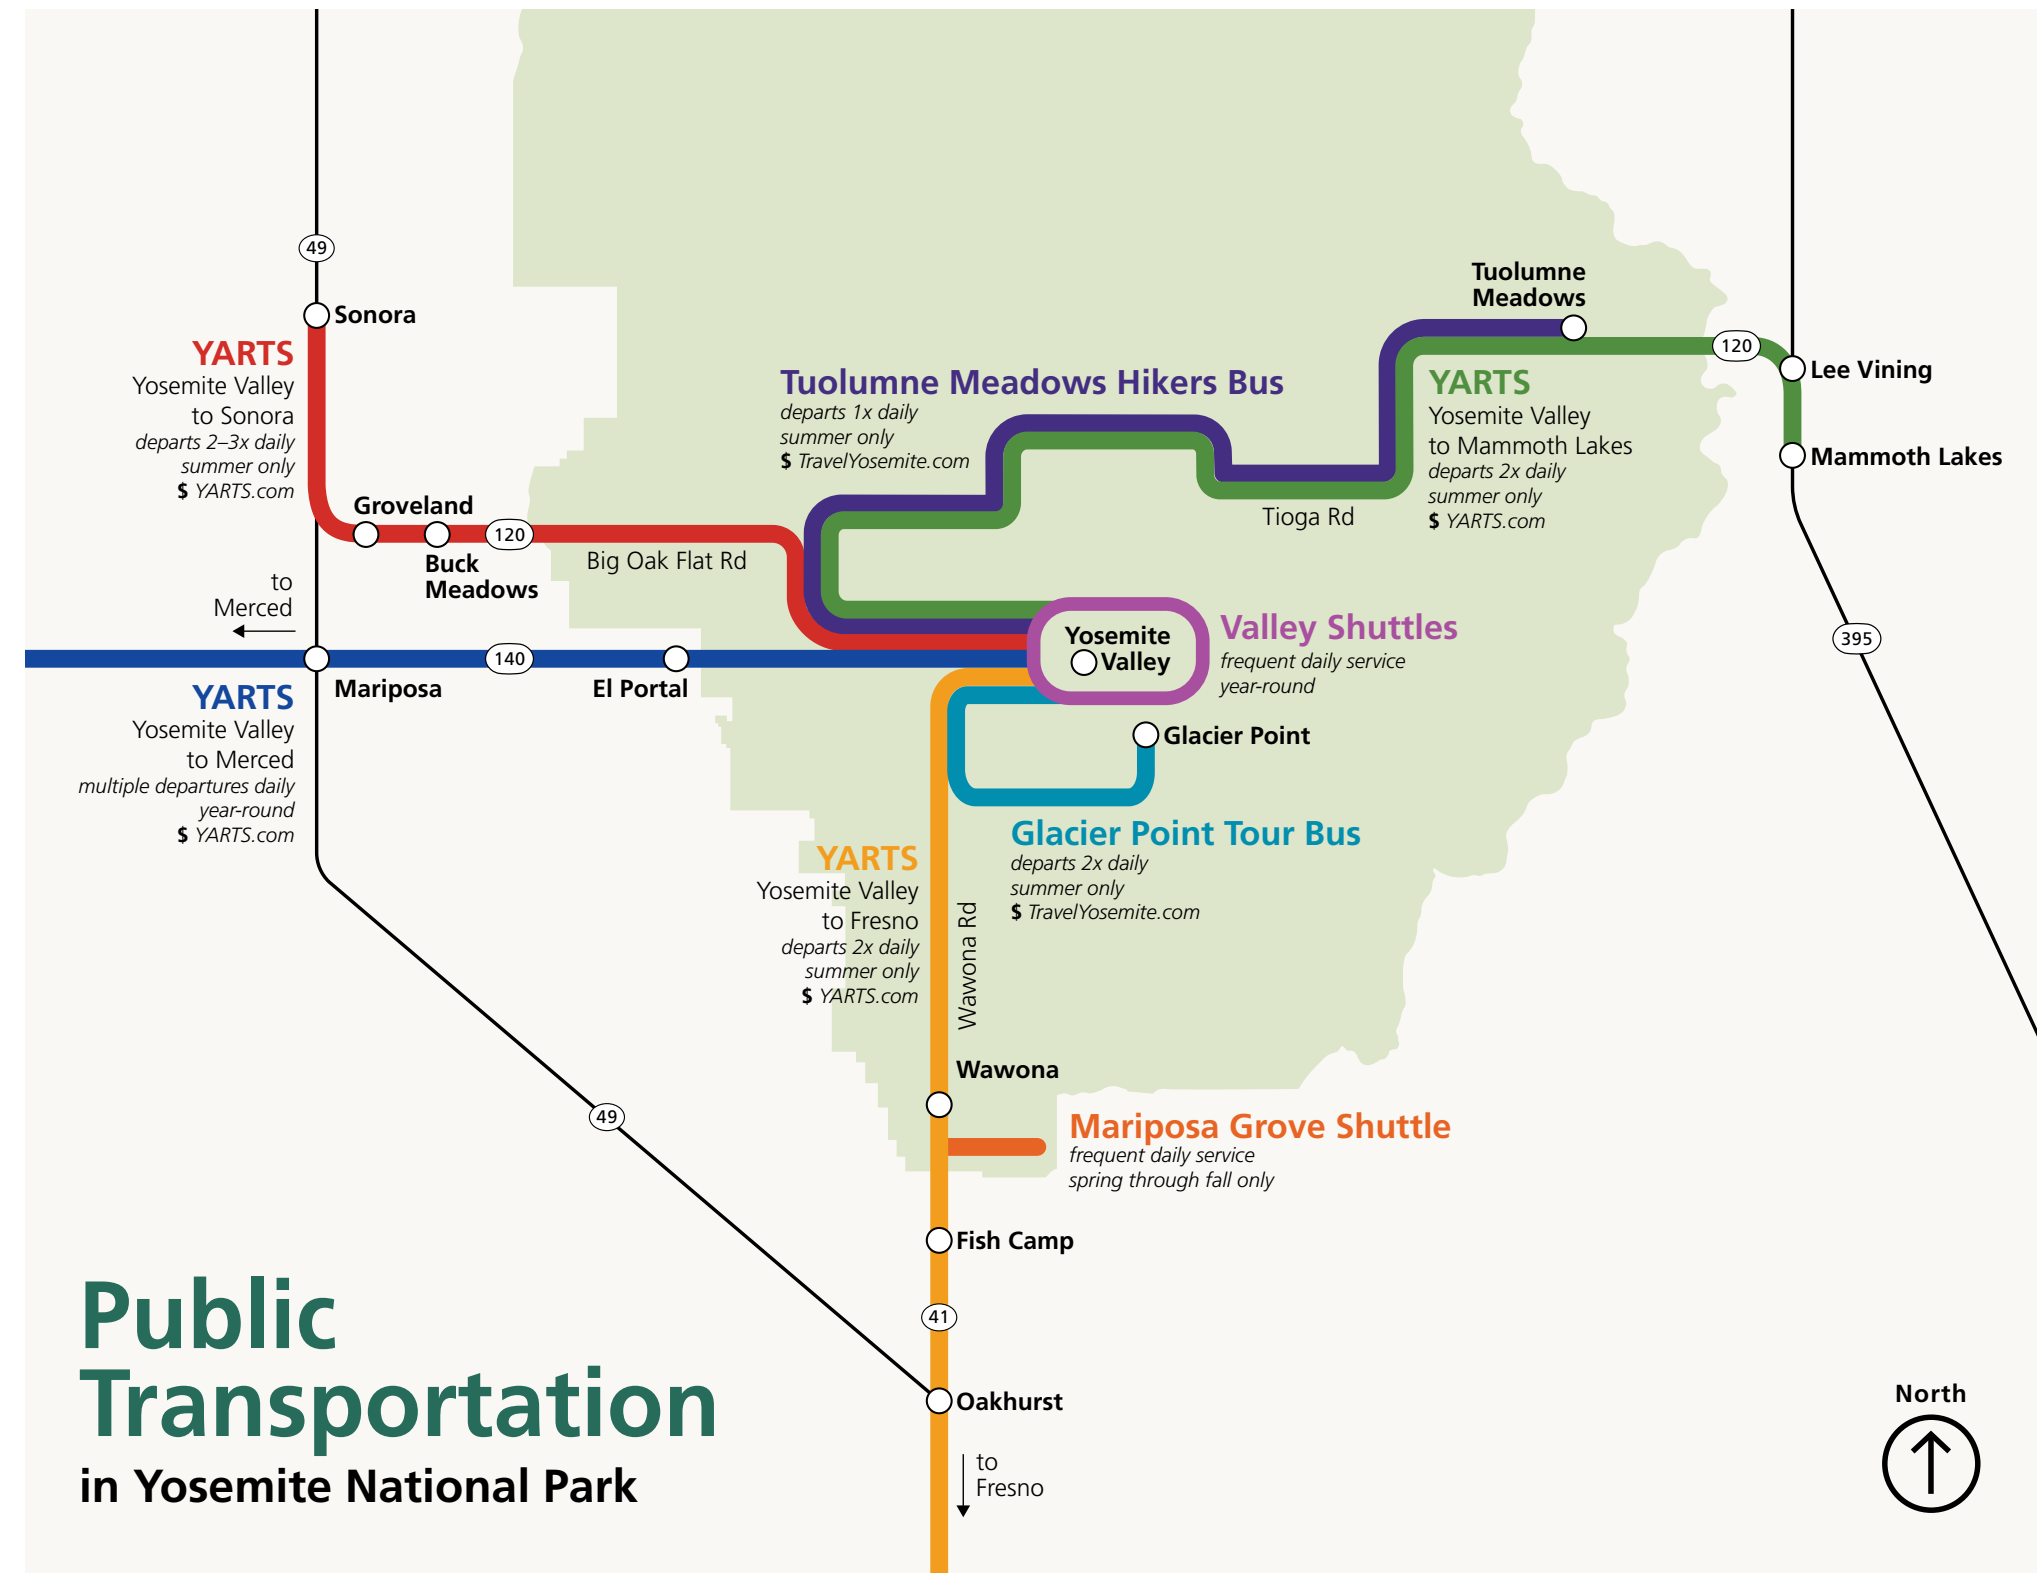 49
Sonora
YARTS
Yosemite Valley
to Sonora
departs 2–3x daily
summer only
$ YARTS.com
Groveland
Buck
Meadows
120
Big Oak Flat Rd
to
Merced
140
Mariposa
El Portal
YARTS
Yosemite Valley
to Merced
multiple departures daily
year-round
$ YARTS.com
Tuolumne Meadows Hikers Bus
departs 1x daily
summer only
$ TravelYosemite.com
Tuolumne
Meadows
YARTS
Yosemite Valley
to Mammoth Lakes
departs 2x daily
summer only
$ YARTS.com
Tioga Rd
120
Lee Vining
Mammoth Lakes
395
Yosemite
Valley
Valley Shuttles
frequent daily service
year-round
Glacier Point
Glacier Point Tour Bus
departs 2x daily
summer only
$ TravelYosemite.com
YARTS
Yosemite Valley
to Fresno
departs 2x daily
summer only
$ YARTS.com
Wawona Rd
Wawona
Mariposa Grove Shuttle
frequent daily service
spring through fall only
49
Fish Camp
41
Oakhurst
to
Fresno
Public
Transportation
in Yosemite National Park
North